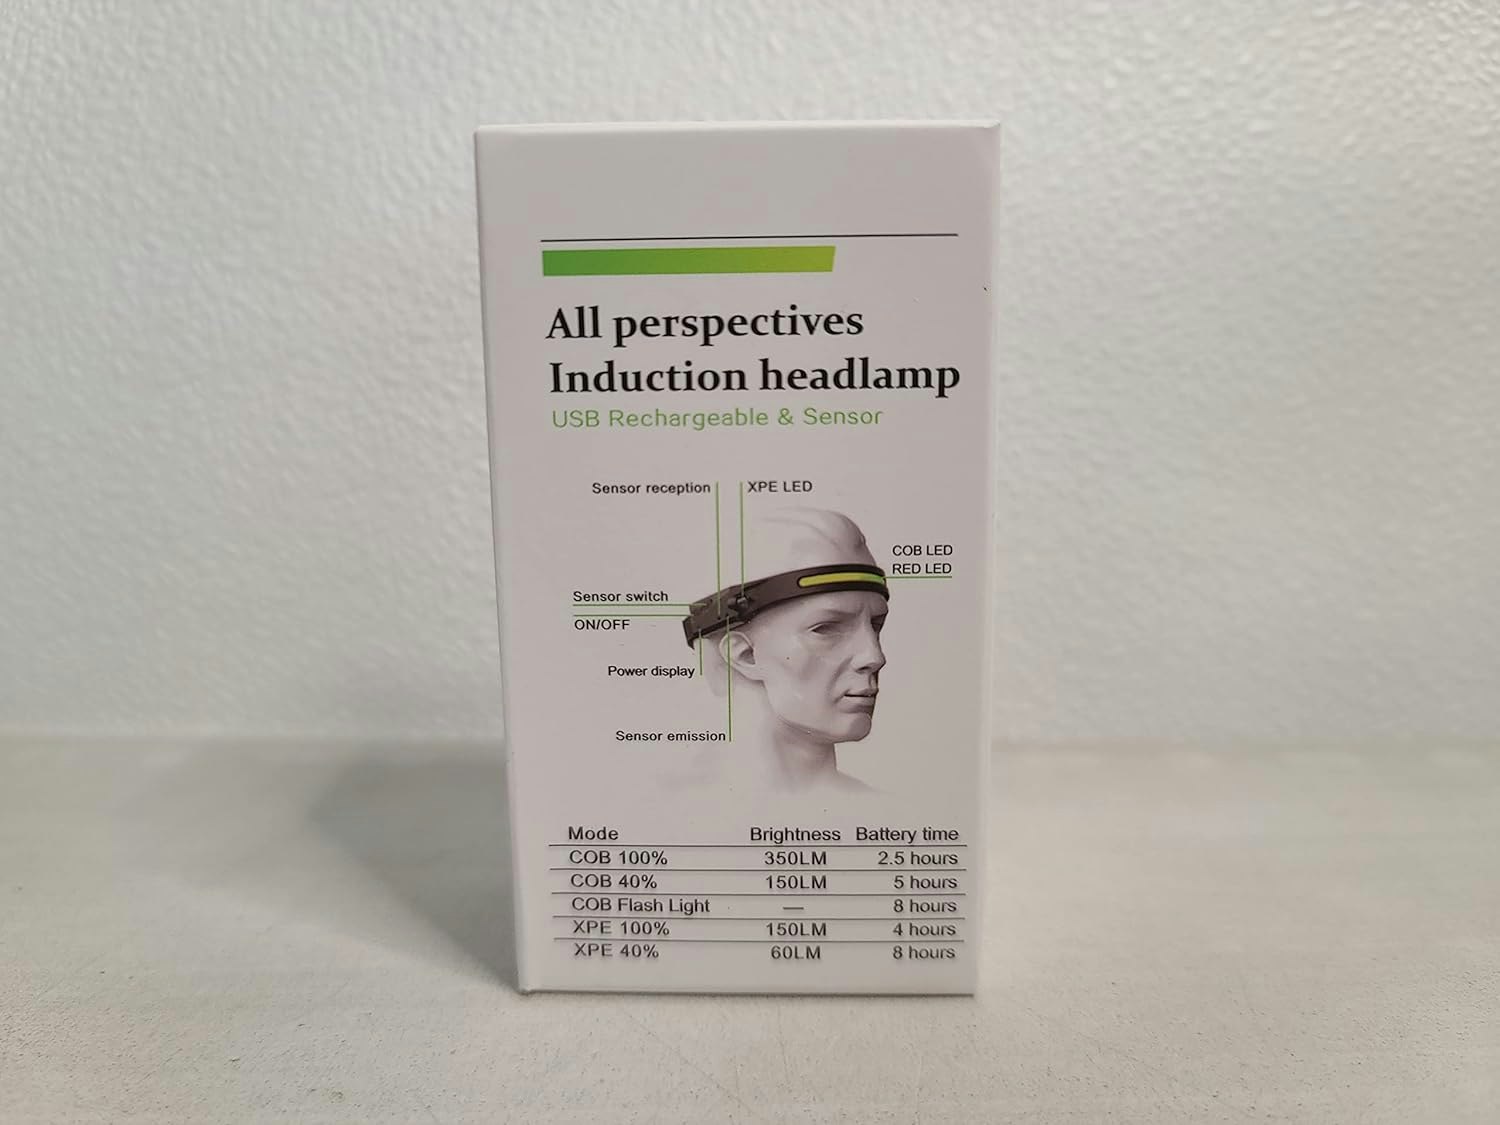 All perspectives
Induction headlamp
USB Rechargeable & Sensor
Sensor reception
XPE LED
COB LED
RED LED
Sensor switch
ON/OFF
Power display
Sensor emission
Mode Brightness Battery time
COB 100% 350LM 2.5 hours
COB 40% 150LM 5 hours
COB Flash Light — 8 hours
XPE 100% 150LM 4 hours
XPE 40% 60LM 8 hours